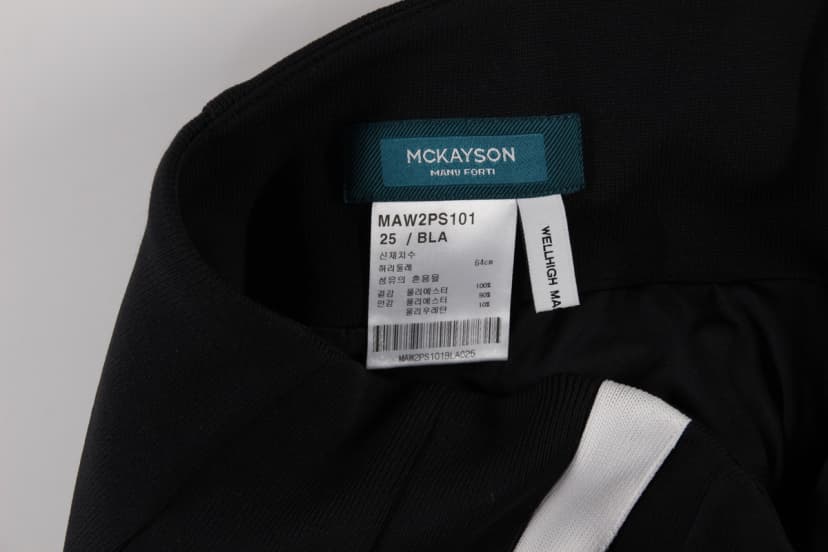 MCKAYSON
MANU FORTI
MAW2PS101
25 / BLA
신체치수
허리둘레 64cm
섬유의 혼용율
겉감 폴리에스터 100%
안감 폴리에스터 90%
폴리우레탄 10%
MAW2PS101BLA025
WELLHIGH MA